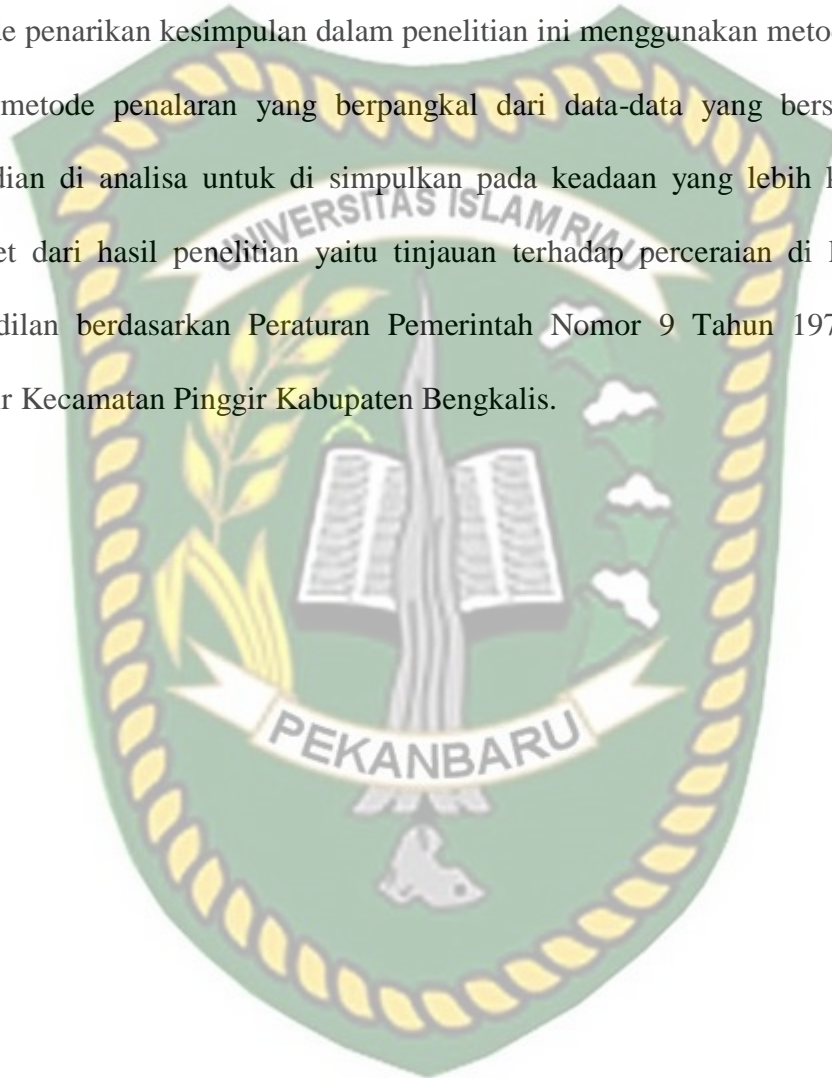 de penarikan kesimpulan dalam penelitian ini menggunakan metod
metode penalaran yang berpangkal dari data-data yang bers
dian di analisa untuk di simpulkan pada keadaan yang lebih k
et dari hasil penelitian yaitu tinjauan terhadap perceraian di l
dilan berdasarkan Peraturan Pemerintah Nomor 9 Tahun 197
r Kecamatan Pinggir Kabupaten Bengkalis.
UNIVERSITAS ISLAM RIAU
PEKANBARU